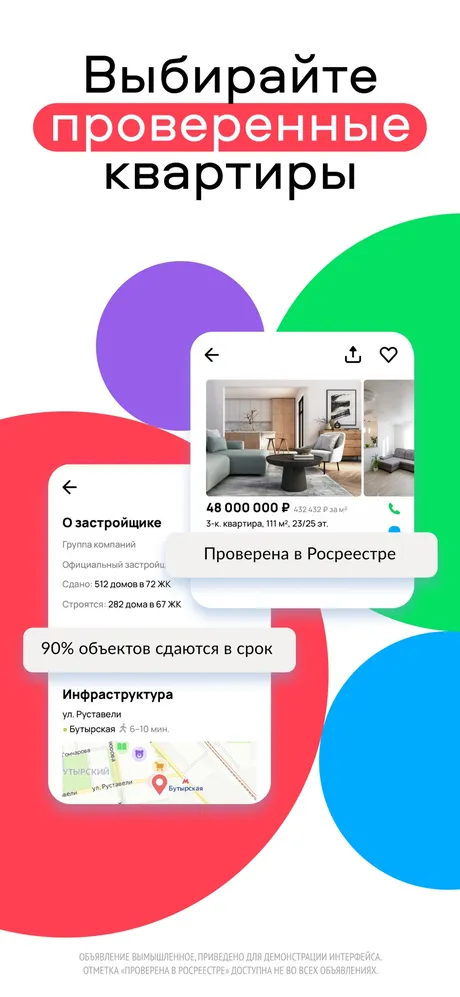 Выбирайте
проверенные
квартиры
48 000 000 ₽ 432 432 ₽ за м²
3-к. квартира, 111 м², 23/25 эт.
Проверена в Росреестре
О застройщике
Группа компаний
Официальный застройщ
Сдано: 512 домов в 72 ЖК
Строятся: 282 дома в 67 ЖК
90% объектов сдаются в срок
Инфраструктура
ул. Руставели
Бутырская 6–10 мин.
Гончарова
УТЫРСКИЙ
Бутырская
ул. Руставели
ОБЪЯВЛЕНИЕ ВЫМЫШЛЕННОЕ, ПРИВЕДЕНО ДЛЯ ДЕМОНСТРАЦИИ ИНТЕРФЕЙСА.
ОТМЕТКА «ПРОВЕРЕНА В РОСРЕЕСТРЕ» ДОСТУПНА НЕ ВО ВСЕХ ОБЪЯВЛЕНИЯХ.